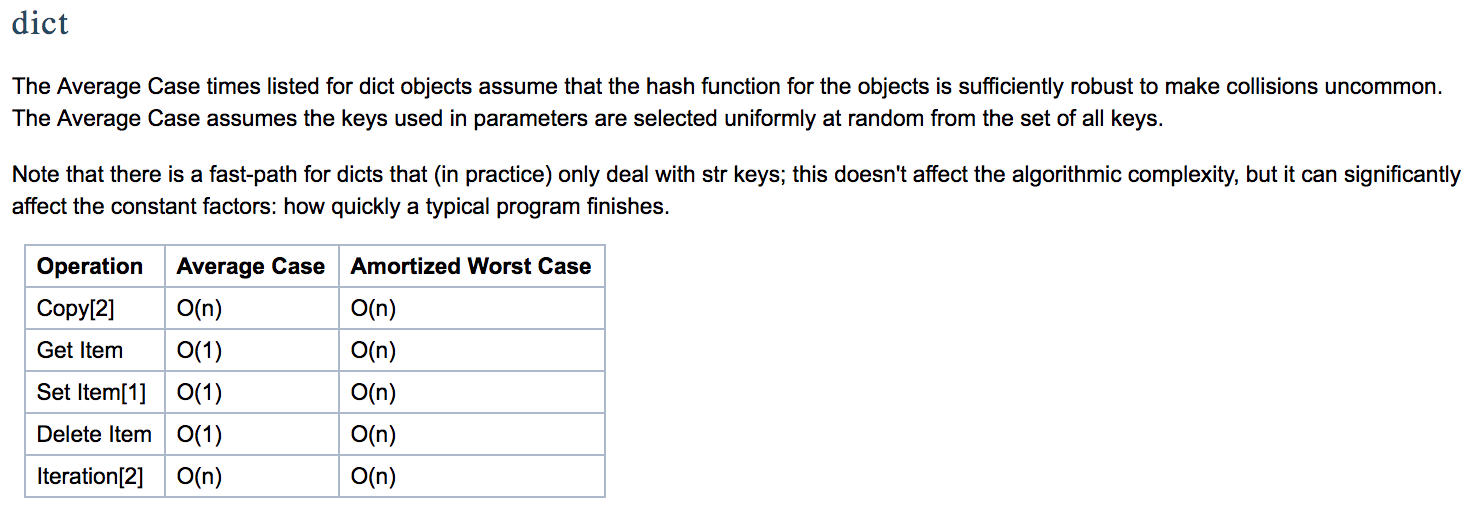 dict
The Average Case times listed for dict objects assume that the hash function for the objects is sufficiently robust to make collisions uncommon.
The Average Case assumes the keys used in parameters are selected uniformly at random from the set of all keys.
Note that there is a fast-path for dicts that (in practice) only deal with str keys; this doesn't affect the algorithmic complexity, but it can significantly
affect the constant factors: how quickly a typical program finishes.
Operation Average Case Amortized Worst Case
Copy[2] O(n) O(n)
Get Item O(1) O(n)
Set Item[1] O(1) O(n)
Delete Item O(1) O(n)
Iteration[2] O(n) O(n)